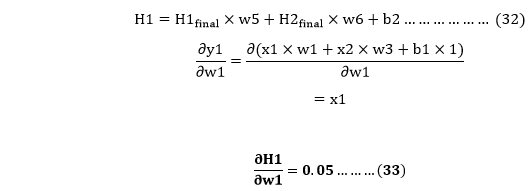 H1 = H1final × w5 + H2final × w6 + b2 … … … … … … (32)
∂y1/∂w1 = ∂(x1 × w1 + x2 × w3 + b1 × 1)/∂w1
= x1
∂H1/∂w1 = 0.05 … … … (33)